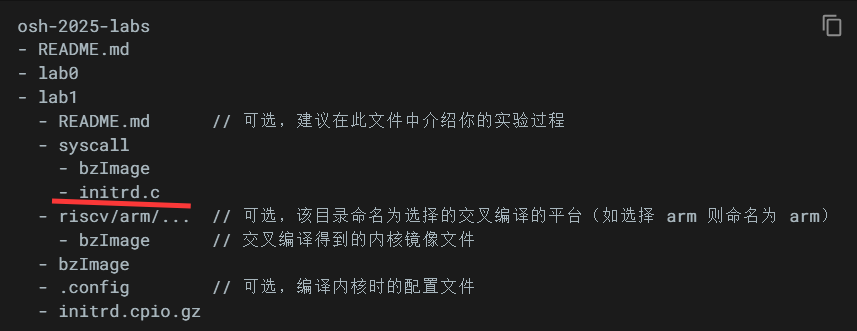 osh-2025-labs
- README.md
- lab0
- lab1
- README.md // 可选，建议在此文件中介绍你的实验过程
- syscall
- bzImage
- initrd.c
- riscv/arm/... // 可选，该目录命名为选择的交叉编译的平台（如选择 arm 则命名为 arm）
- bzImage // 交叉编译得到的内核镜像文件
- bzImage
- .config // 可选，编译内核时的配置文件
- initrd.cpio.gz